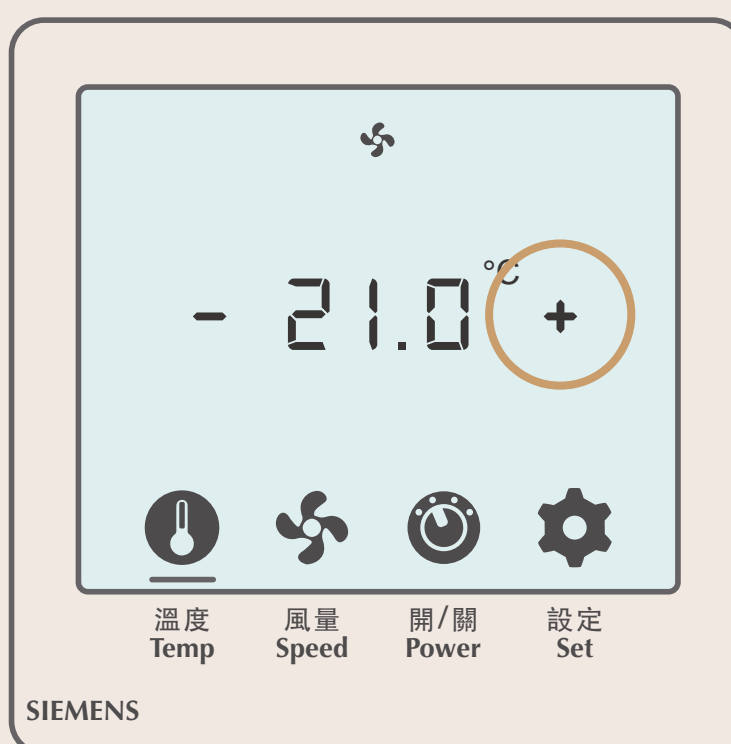 - 21.0 °C +
溫度 風量 開/關 設定
Temp Speed Power Set
SIEMENS